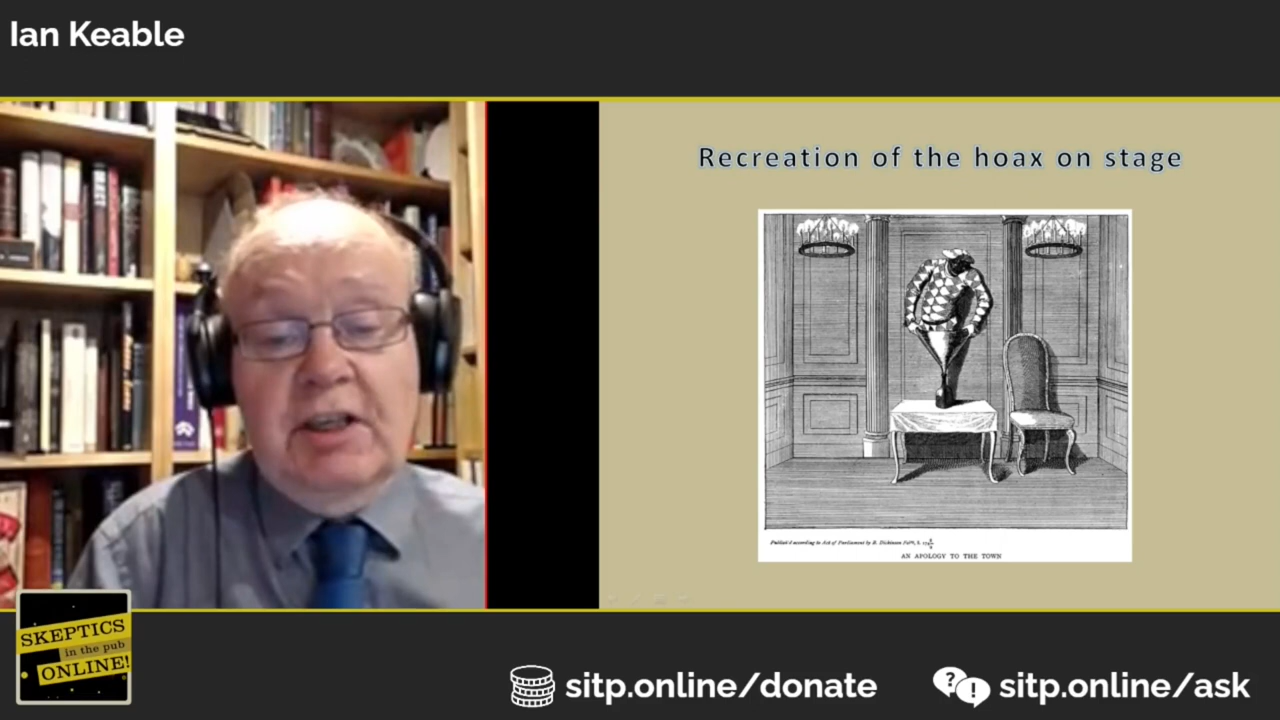 Ian Keable
Recreation of the hoax on stage
AN APOLOGY TO THE TOWN
SKEPTICS
in the pub
ONLINE!
sitp.online/donate
sitp.online/ask